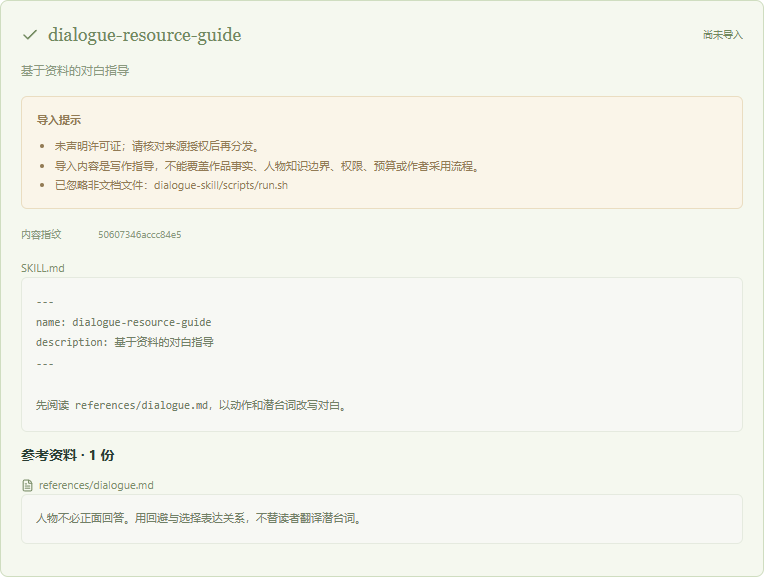 dialogue-resource-guide
尚未导入
基于资料的对白指导
导入提示
未声明许可证；请核对来源授权后再分发。
导入内容是写作指导，不能覆盖作品事实、人物知识边界、权限、预算或作者采用流程。
已忽略非文档文件：dialogue-skill/scripts/run.sh
内容指纹 50607346accc84e5
SKILL.md
---
name: dialogue-resource-guide
description: 基于资料的对白指导
---
先阅读 references/dialogue.md，以动作和潜台词改写对白。
参考资料 · 1 份
references/dialogue.md
人物不必正面回答。用回避与选择表达关系，不替读者翻译潜台词。